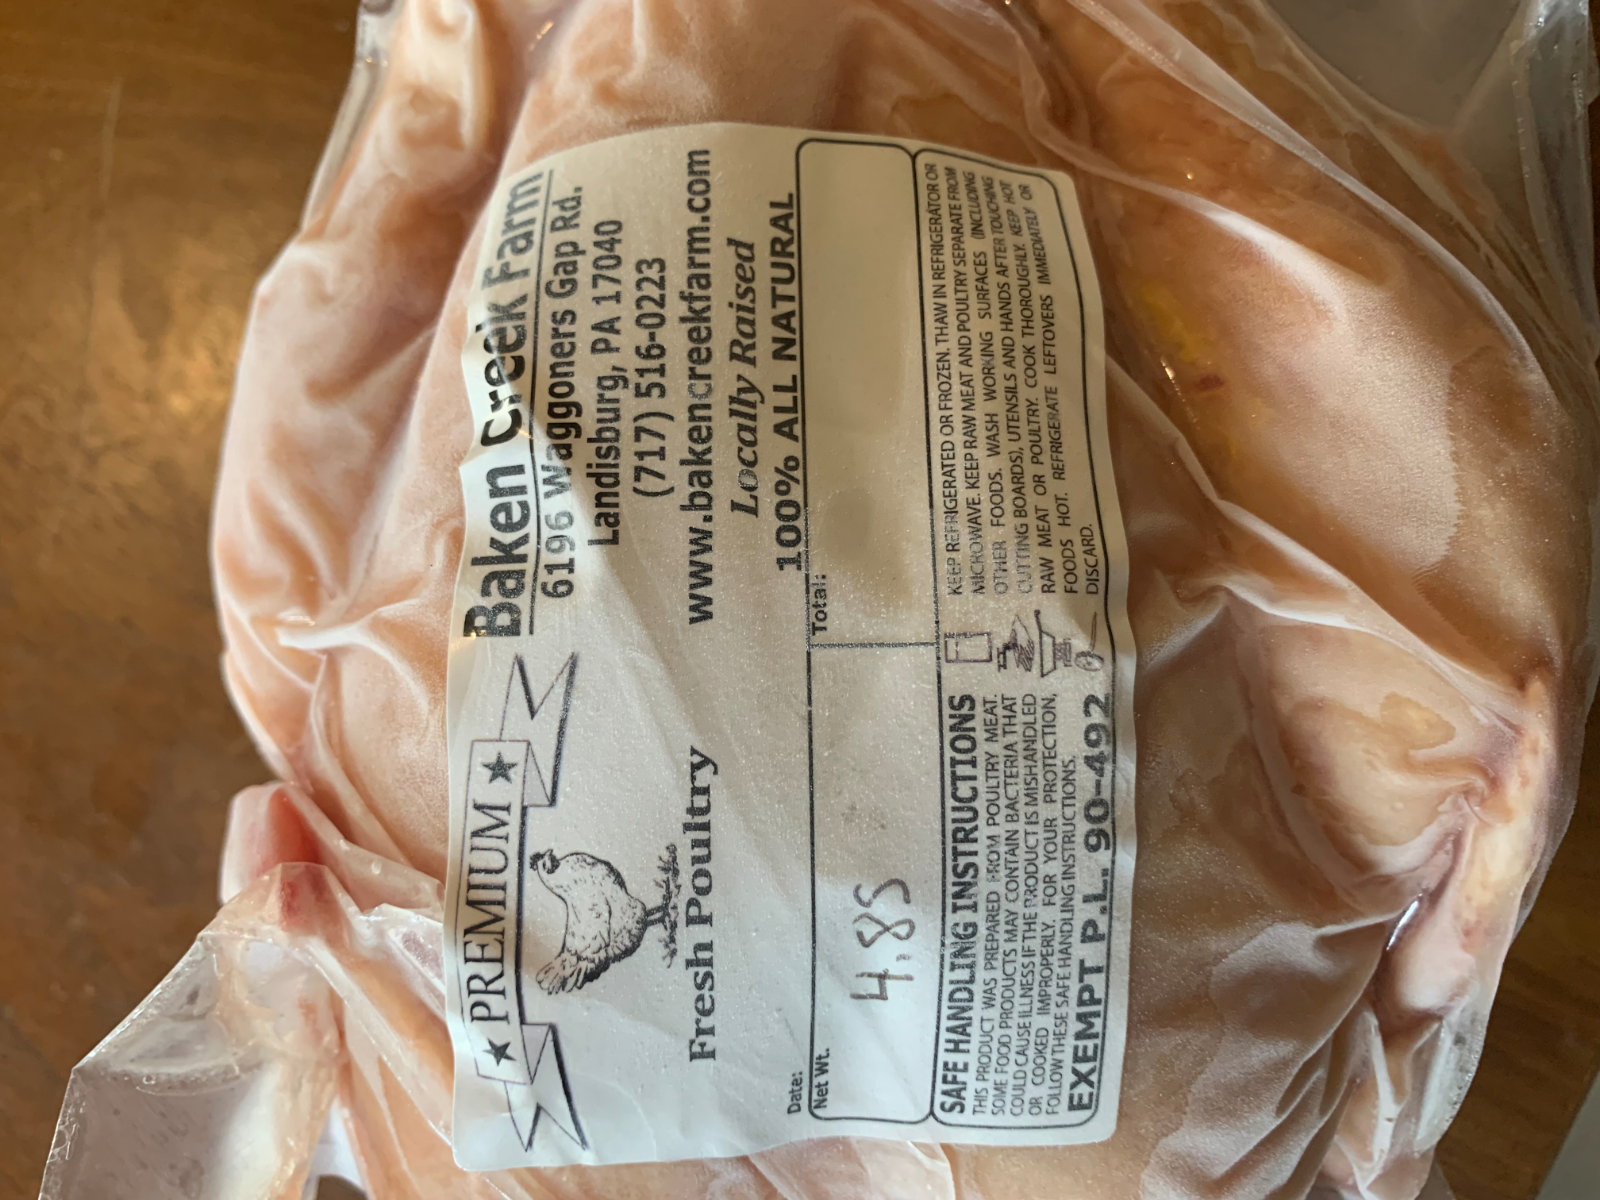 ★ PREMIUM ★
Fresh Poultry
Baken Creek Farm
6196 Waggoners Gap Rd.
Landisburg, PA 17040
(717) 516-0223
www.bakencreekfarm.com
Locally Raised
100% ALL NATURAL
Date:
Net Wt.
4.85
Total:
SAFE HANDLING INSTRUCTIONS
THIS PRODUCT WAS PREPARED FROM POULTRY MEAT.
SOME FOOD PRODUCTS MAY CONTAIN BACTERIA THAT
COULD CAUSE ILLNESS IF THE PRODUCT IS MISHANDLED
OR COOKED IMPROPERLY. FOR YOUR PROTECTION,
FOLLOW THESE SAFE HANDLING INSTRUCTIONS.
EXEMPT P.L. 90-492
KEEP REFRIGERATED OR FROZEN. THAW IN REFRIGERATOR OR
MICROWAVE. KEEP RAW MEAT AND POULTRY SEPARATE FROM
OTHER FOODS. WASH WORKING SURFACES (INCLUDING
CUTTING BOARDS), UTENSILS AND HANDS AFTER TOUCHING
RAW MEAT OR POULTRY. COOK THOROUGHLY. KEEP HOT
FOODS HOT. REFRIGERATE LEFTOVERS IMMEDIATELY OR
DISCARD.